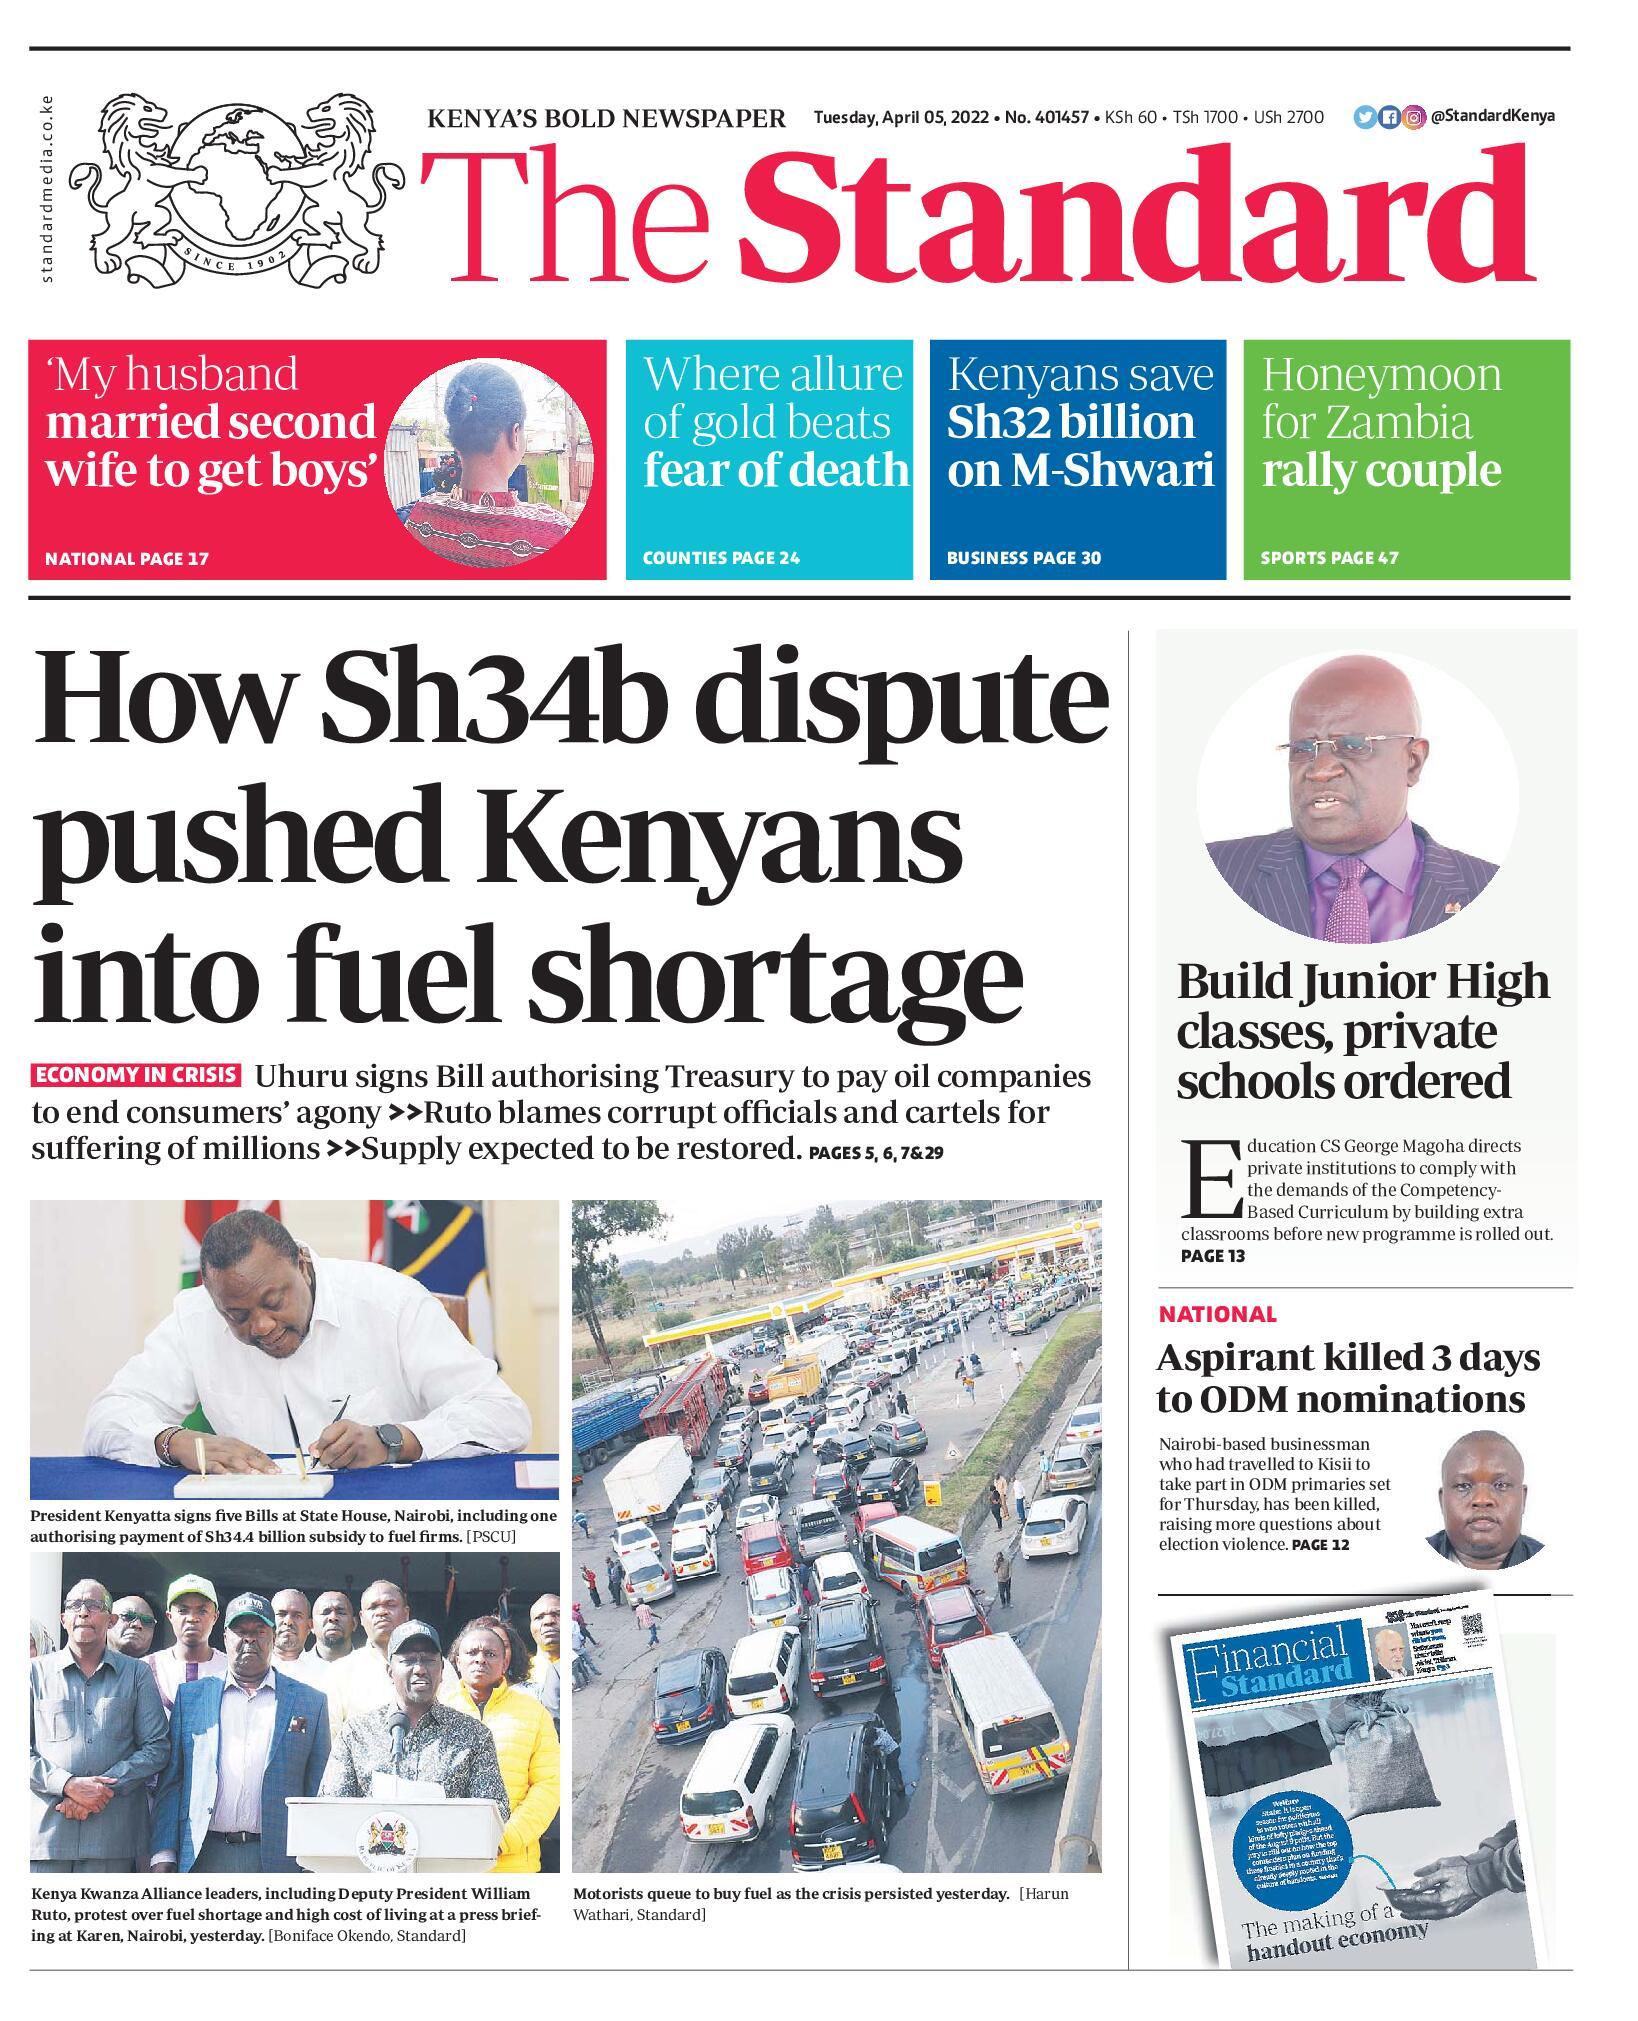 standardmedia.co.ke
SINCE 1902
KENYA'S BOLD NEWSPAPER
Tuesday, April 05, 2022 • No. 401457 • KSh 60 • TSh 1700 • USh 2700
@StandardKenya
The Standard
‘My husband
married second
wife to get boys’
NATIONAL PAGE 17
Where allure
of gold beats
fear of death
COUNTIES PAGE 24
Kenyans save
Sh32 billion
on M-Shwari
BUSINESS PAGE 30
Honeymoon
for Zambia
rally couple
SPORTS PAGE 47
How Sh34b dispute
pushed Kenyans
into fuel shortage
ECONOMY IN CRISIS Uhuru signs Bill authorising Treasury to pay oil companies
to end consumers’ agony >>Ruto blames corrupt officials and cartels for
suffering of millions >>Supply expected to be restored. PAGES 5, 6, 7&29
President Kenyatta signs five Bills at State House, Nairobi, including one
authorising payment of Sh34.4 billion subsidy to fuel firms. [PSCU]
Kenya Kwanza Alliance leaders, including Deputy President William
Ruto, protest over fuel shortage and high cost of living at a press brief-
ing at Karen, Nairobi, yesterday. [Boniface Okendo, Standard]
Motorists queue to buy fuel as the crisis persisted yesterday. [Harun
Wathari, Standard]
Build Junior High
classes, private
schools ordered
Education CS George Magoha directs
private institutions to comply with
the demands of the Competency-
Based Curriculum by building extra
classrooms before new programme is rolled out.
PAGE 13
NATIONAL
Aspirant killed 3 days
to ODM nominations
Nairobi-based businessman
who had travelled to Kisii to
take part in ODM primaries set
for Thursday, has been killed,
raising more questions about
election violence. PAGE 12
Financial
Standard
The making of a
handout economy